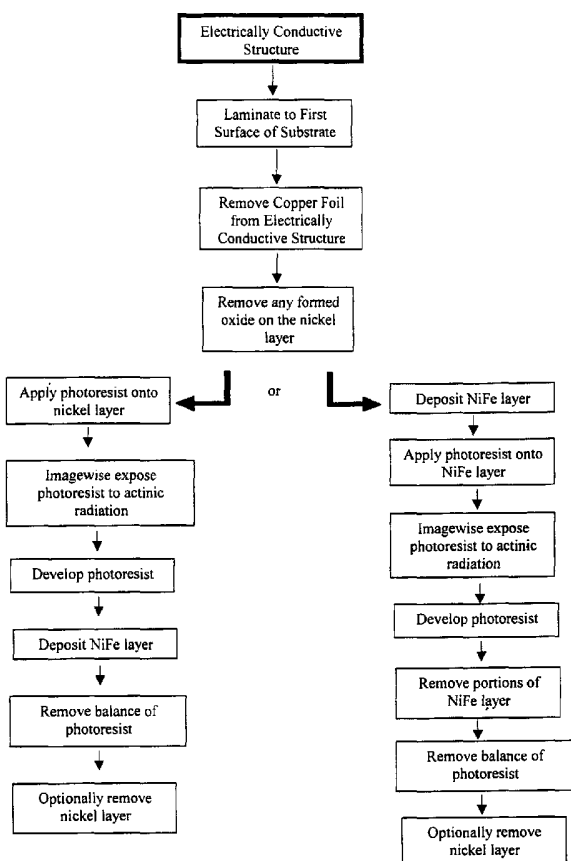 Electrically Conductive
Structure
Laminate to First
Surface of Substrate
Remove Copper Foil
from Electrically
Conductive Structure
Remove any formed
oxide on the nickel
layer
or
Apply photoresist onto
nickel layer
Imagewise expose
photoresist to actinic
radiation
Develop photoresist
Deposit NiFe layer
Remove balance of
photoresist
Optionally remove
nickel layer
Deposit NiFe layer
Apply photoresist onto
NiFe layer
Imagewise expose
photoresist to actinic
radiation
Develop photoresist
Remove portions of
NiFe layer
Remove balance of
photoresist
Optionally remove
nickel layer